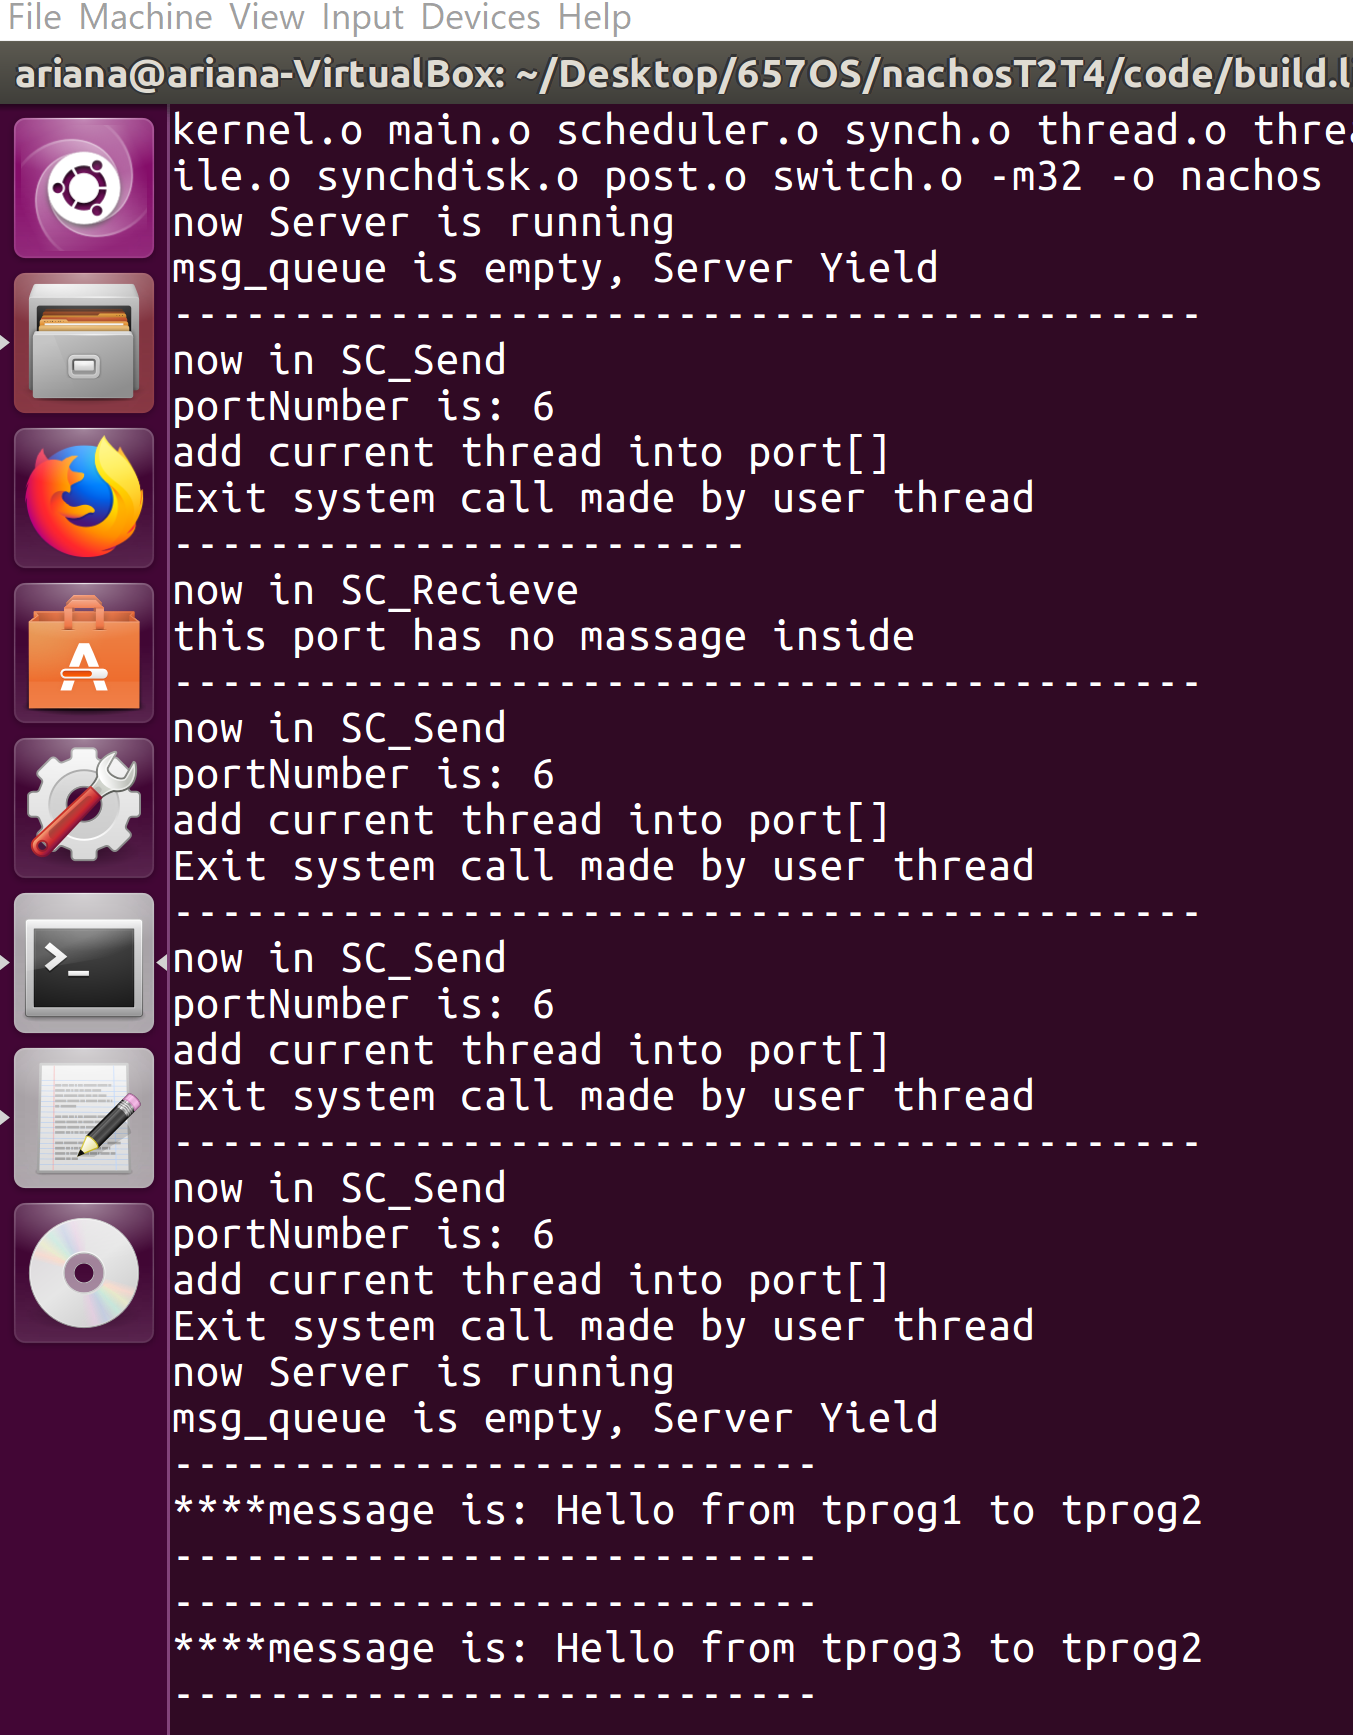 File Machine View Input Devices Help
ariana@ariana-VirtualBox: ~/Desktop/657OS/nachosT2T4/code/build.l
kernel.o main.o scheduler.o synch.o thread.o threa
ile.o synchdisk.o post.o switch.o -m32 -o nachos
now Server is running
msg_queue is empty, Server Yield
-------------------------------------------
now in SC_Send
portNumber is: 6
add current thread into port[]
Exit system call made by user thread
------------------------
now in SC_Recieve
this port has no massage inside
-------------------------------------------
now in SC_Send
portNumber is: 6
add current thread into port[]
Exit system call made by user thread
-------------------------------------------
now in SC_Send
portNumber is: 6
add current thread into port[]
Exit system call made by user thread
-------------------------------------------
now in SC_Send
portNumber is: 6
add current thread into port[]
Exit system call made by user thread
now Server is running
msg_queue is empty, Server Yield
---------------------------
****message is: Hello from tprog1 to tprog2
---------------------------
---------------------------
****message is: Hello from tprog3 to tprog2
---------------------------